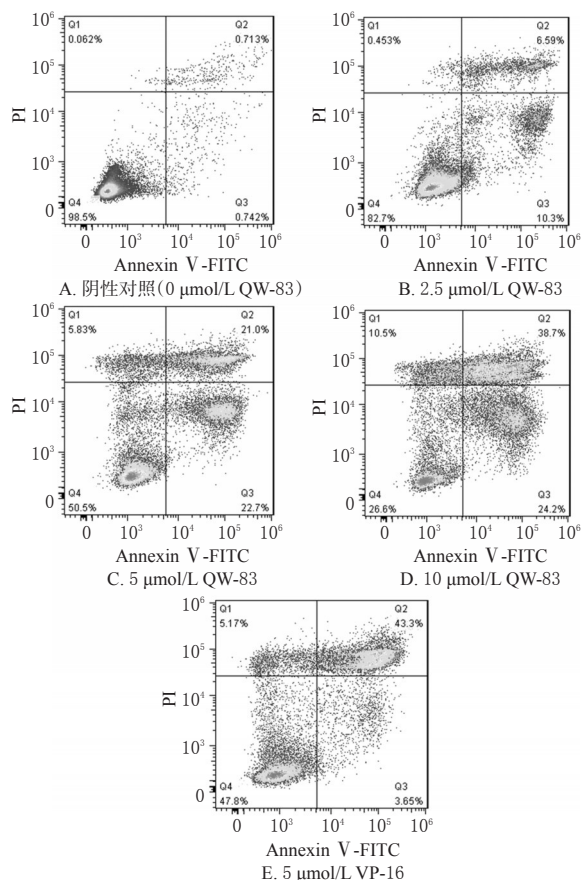 Q1 Q2
0.062% 0.713%
10⁶
10⁵
10³
0
PI
Q4 Q3
98.5% 0.742%
0 10³ 10⁴ 10⁵ 10⁶
Annexin Ⅴ-FITC
A. 阴性对照(0 μmol/L QW-83)
Q1 Q2
0.453% 6.59%
10⁶
10⁵
10³
0
PI
Q4 Q3
82.7% 10.3%
0 10³ 10⁴ 10⁵ 10⁶
Annexin Ⅴ-FITC
B. 2.5 μmol/L QW-83
Q1 Q2
5.83% 21.0%
10⁶
10⁵
10⁴
10³
0
PI
Q4 Q3
50.5% 22.7%
0 10³ 10⁴ 10⁵ 10⁶
Annexin Ⅴ-FITC
C. 5 μmol/L QW-83
Q1 Q2
10.5% 38.7%
10⁶
10⁵
10⁴
10³
0
PI
Q4 Q3
26.6% 24.2%
0 10³ 10⁴ 10⁵ 10⁶
Annexin Ⅴ-FITC
D. 10 μmol/L QW-83
Q1 Q2
5.17% 43.3%
10⁶
10⁵
10⁴
10³
0
PI
Q4 Q3
47.8% 3.65%
0 10³ 10⁴ 10⁵ 10⁶
Annexin Ⅴ-FITC
E. 5 μmol/L VP-16